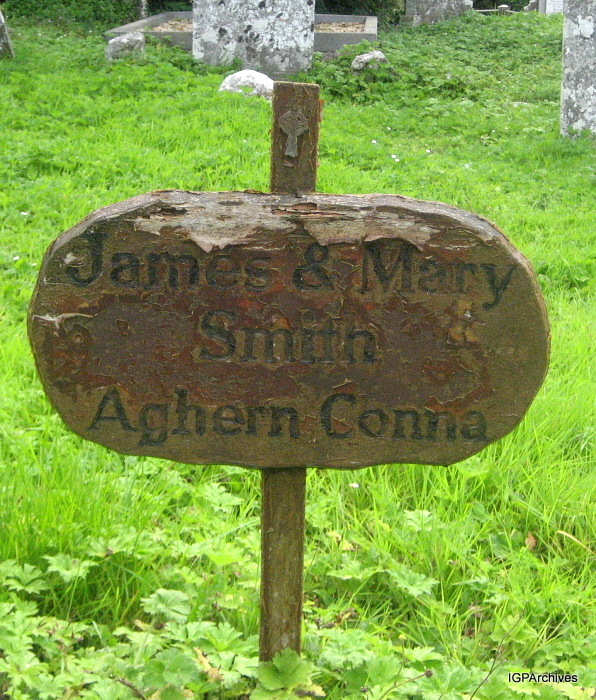 James & Mary
Smith
Aghern Conna
IGPArchives